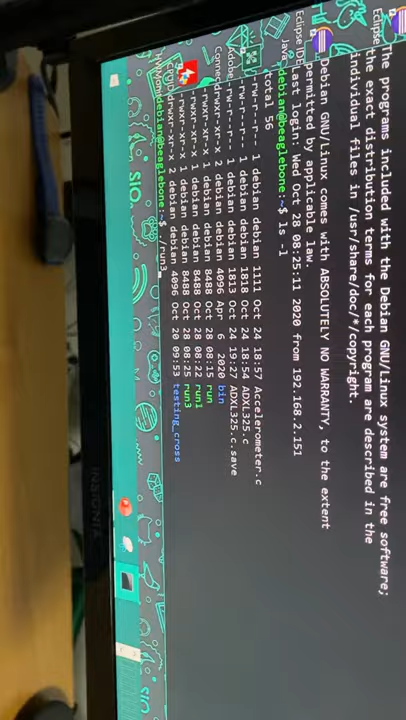 The programs included with the Debian GNU/Linux system are free software;
the exact distribution terms for each program are described in the
individual files in /usr/share/doc/*/copyright.
Debian GNU/Linux comes with ABSOLUTELY NO WARRANTY, to the extent
permitted by applicable law.
Last login: Wed Oct 28 08:25:11 2020 from 192.168.2.151
debian@beaglebone:~$ ls -l
total 56
-rw-r--r-- 1 debian debian 1111 Oct 24 18:57 Accelerometer.c
-rw-r--r-- 1 debian debian 1818 Oct 24 18:54 ADXL325.c
-rw-r--r-- 1 debian debian 1813 Oct 24 19:27 ADXL325.c.save
drwxr-xr-x 2 debian debian 4096 Apr 6 2020 bin
-rwxr-xr-x 1 debian debian 8488 Oct 28 08:15 run
-rwxr-xr-x 1 debian debian 8488 Oct 28 08:22 run1
-rwxr-xr-x 1 debian debian 8488 Oct 28 08:25 run3
drwxr-xr-x 2 debian debian 4096 Oct 20 09:53 testing_cross
debian@beaglebone:~$ ./run3
Eclipse
Eclipse IDE
Java
Adobe
Connec
INSIGNIA